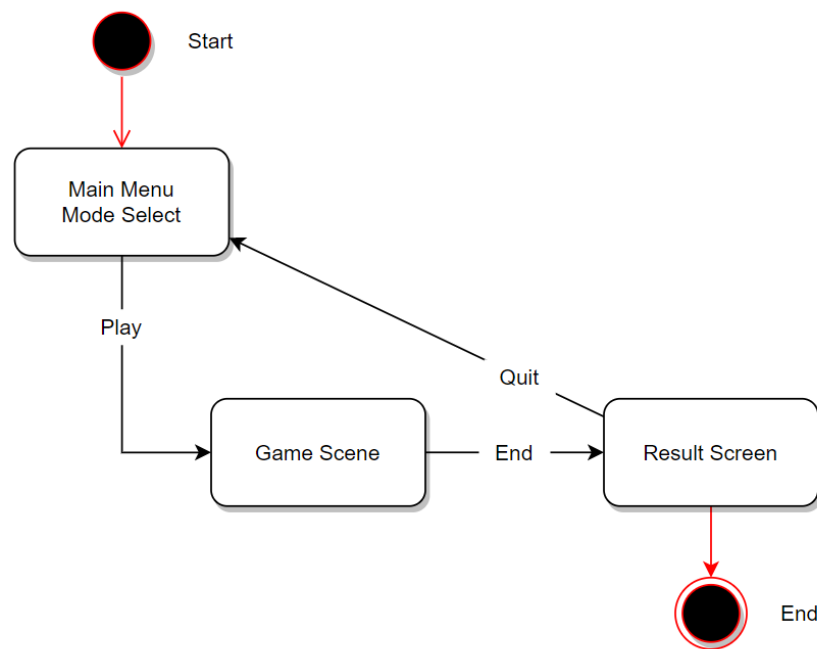 Start
Main Menu
Mode Select
Play
Quit
Game Scene
End
Result Screen
End